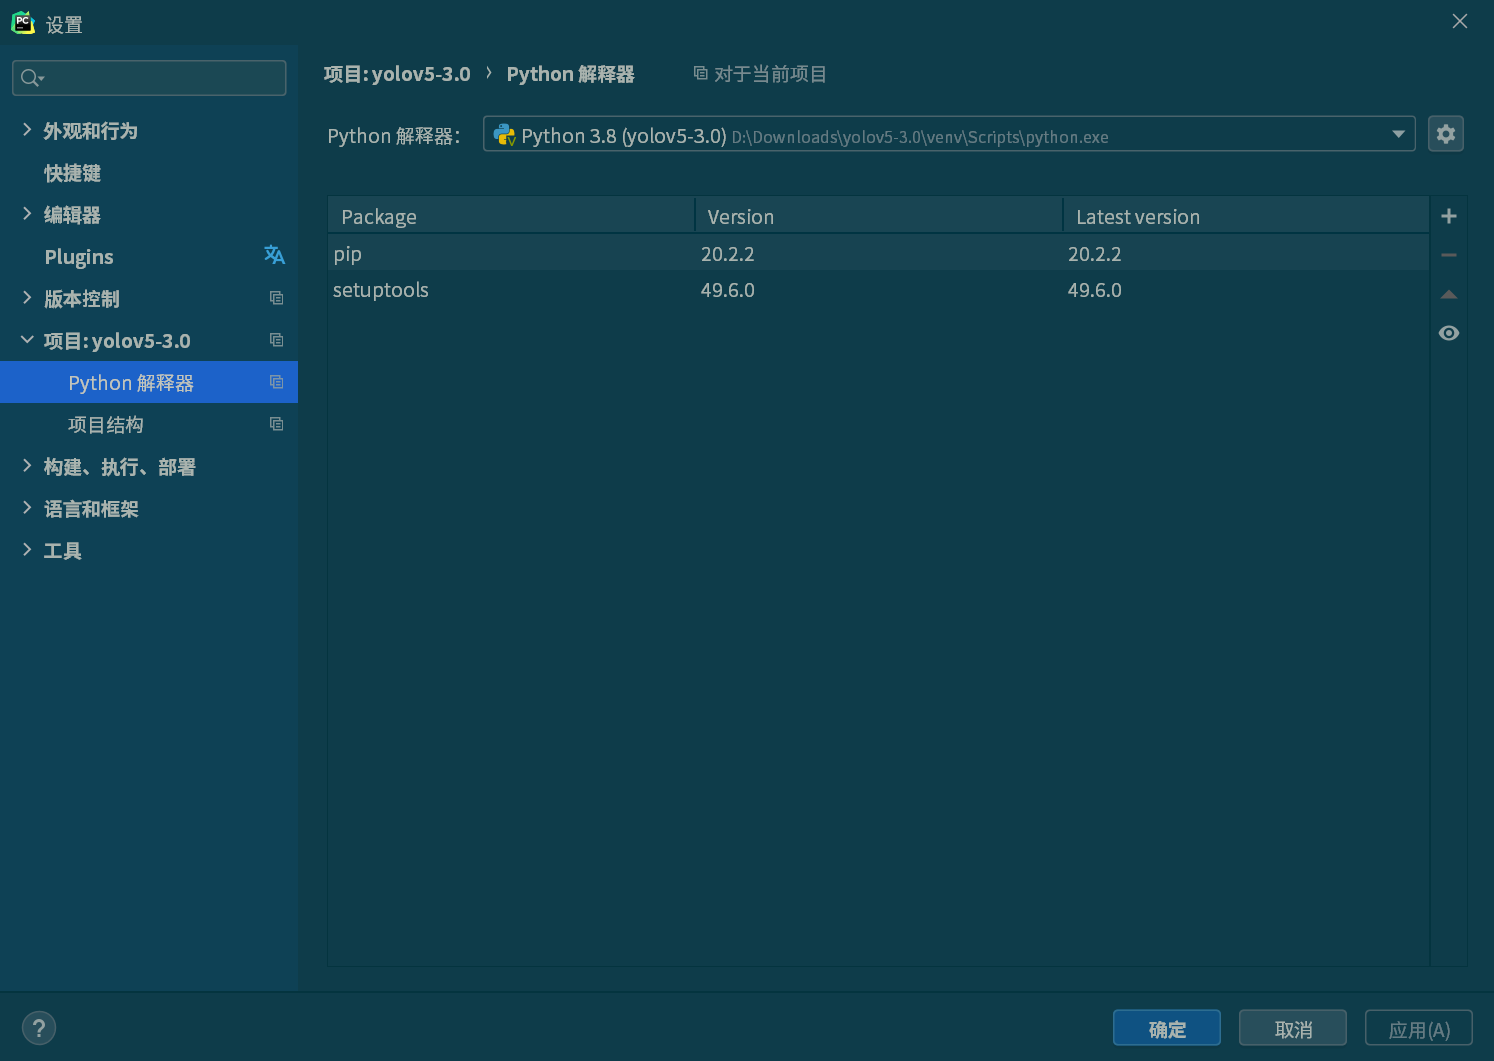 设置
外观和行为
快捷键
编辑器
Plugins
版本控制
项目: yolov5-3.0
Python 解释器
项目结构
构建、执行、部署
语言和框架
工具
项目: yolov5-3.0 › Python 解释器 对于当前项目
Python 解释器: Python 3.8 (yolov5-3.0) D:\Downloads\yolov5-3.0\venv\Scripts\python.exe
Package Version Latest version
pip 20.2.2 20.2.2
setuptools 49.6.0 49.6.0
? 确定 取消 应用(A)